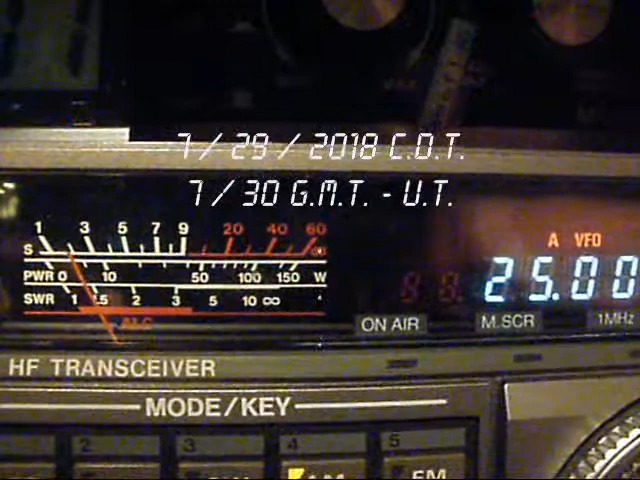 7/29/2018 C.D.T.
7/30 G.M.T. - U.T.
1 3 5 7 9 20 40 60
S dB
A VFO
PWR 0 10 50 100 150 W
25.00
SWR 1 1.5 2 3 5 10 ∞
ALC
ON AIR M.SCR 1MHz
HF TRANSCEIVER
MODE/KEY
2 3 4 5
AM FM